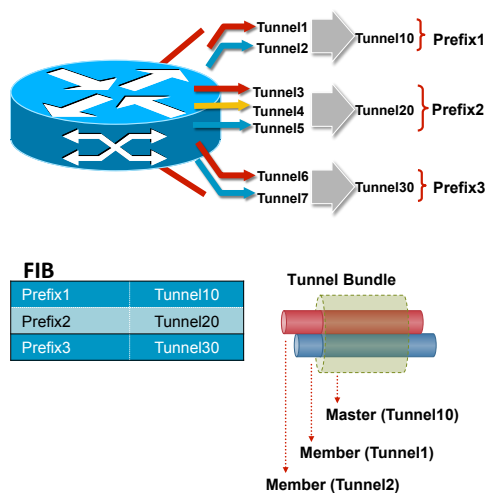 Tunnel1
Tunnel2
Tunnel10
Prefix1
Tunnel3
Tunnel4
Tunnel5
Tunnel20
Prefix2
Tunnel6
Tunnel7
Tunnel30
Prefix3
FIB
Prefix1 Tunnel10
Prefix2 Tunnel20
Prefix3 Tunnel30
Tunnel Bundle
Master (Tunnel10)
Member (Tunnel1)
Member (Tunnel2)